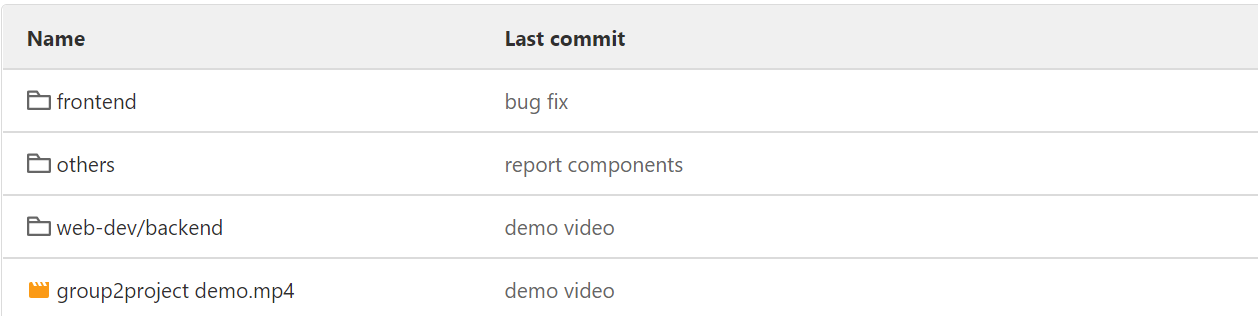 Name Last commit
frontend bug fix
others report components
web-dev/backend demo video
group2project demo.mp4 demo video